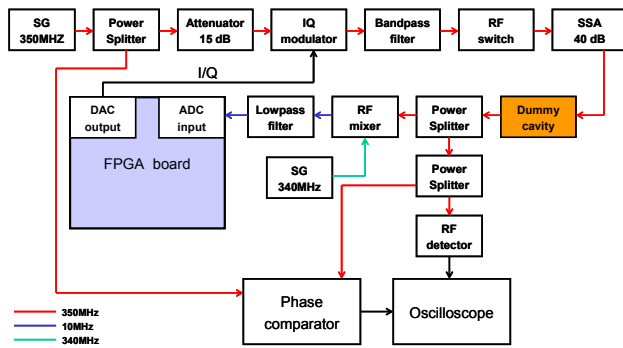 SG
350MHZ
Power
Splitter
Attenuator
15 dB
IQ
modulator
Bandpass
filter
RF
switch
SSA
40 dB
I/Q
DAC
output
ADC
input
FPGA board
Lowpass
filter
RF
mixer
Power
Splitter
Dummy
cavity
SG
340MHz
Power
Splitter
RF
detector
Phase
comparator
Oscilloscope
350MHz
10MHz
340MHz